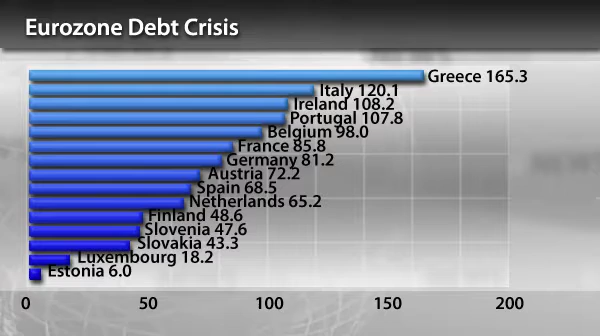 Eurozone Debt Crisis
Greece 165.3
Italy 120.1
Ireland 108.2
Portugal 107.8
Belgium 98.0
France 85.8
Germany 81.2
Austria 72.2
Spain 68.5
Netherlands 65.2
Finland 48.6
Slovenia 47.6
Slovakia 43.3
Luxembourg 18.2
Estonia 6.0
0 50 100 150 200